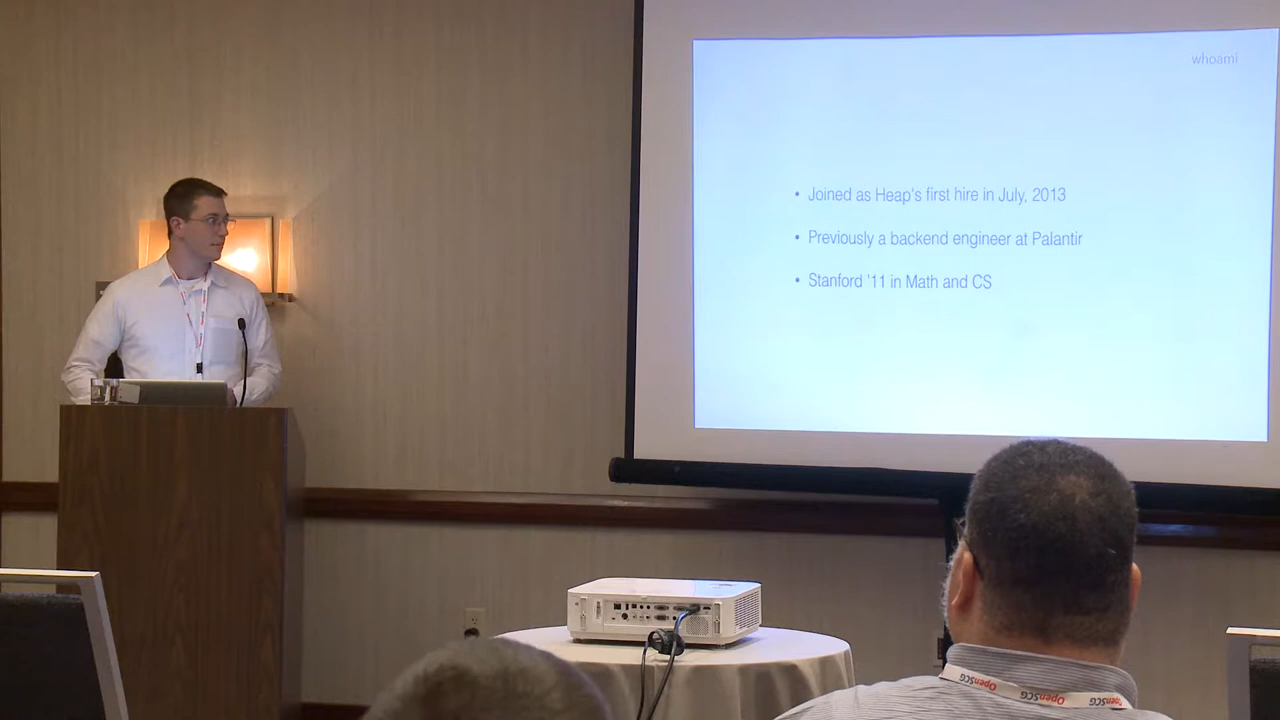 whoami
• Joined as Heap's first hire in July, 2013
• Previously a backend engineer at Palantir
• Stanford '11 in Math and CS
OpenSCG OpenSCG OpenSCG